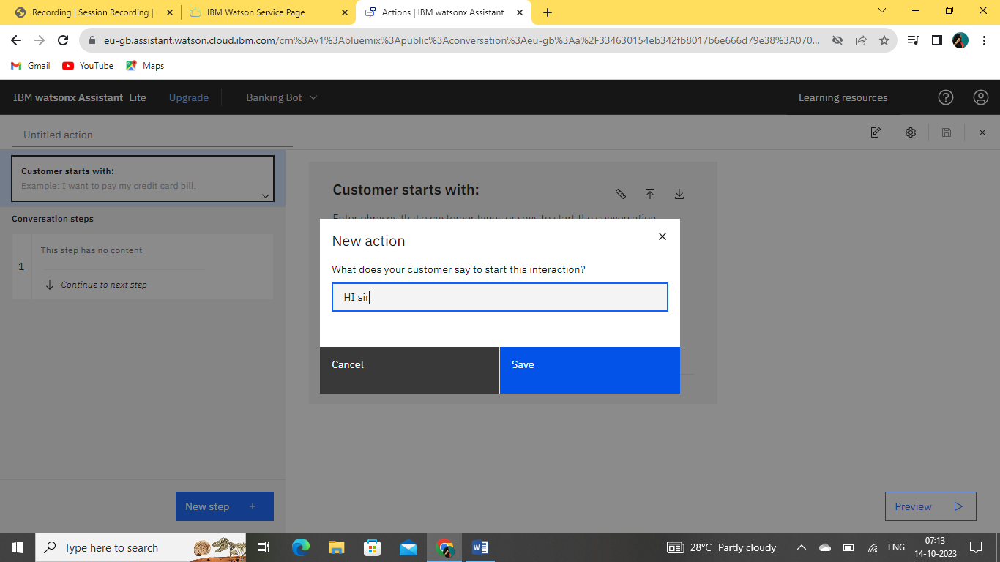 Recording | Session Recording |
IBM Watson Service Page
Actions | IBM watsonx Assistant
eu-gb.assistant.watson.cloud.ibm.com/crn%3Av1%3Abluemix%3Apublic%3Aconversation%3Aeu-gb%3Aa%2F334630154eb342fb8017b6e666d79e38%3A070...
Gmail
YouTube
Maps
IBM watsonx Assistant Lite
Upgrade
Banking Bot
Learning resources
Untitled action
Customer starts with:
Example: I want to pay my credit card bill.
Conversation steps
1
This step has no content
Continue to next step
New step +
Customer starts with:
Enter phrases that a customer types or says to start the conversation
New action
What does your customer say to start this interaction?
HI sir
Cancel
Save
Preview
Type here to search
28°C Partly cloudy
ENG
07:13
14-10-2023